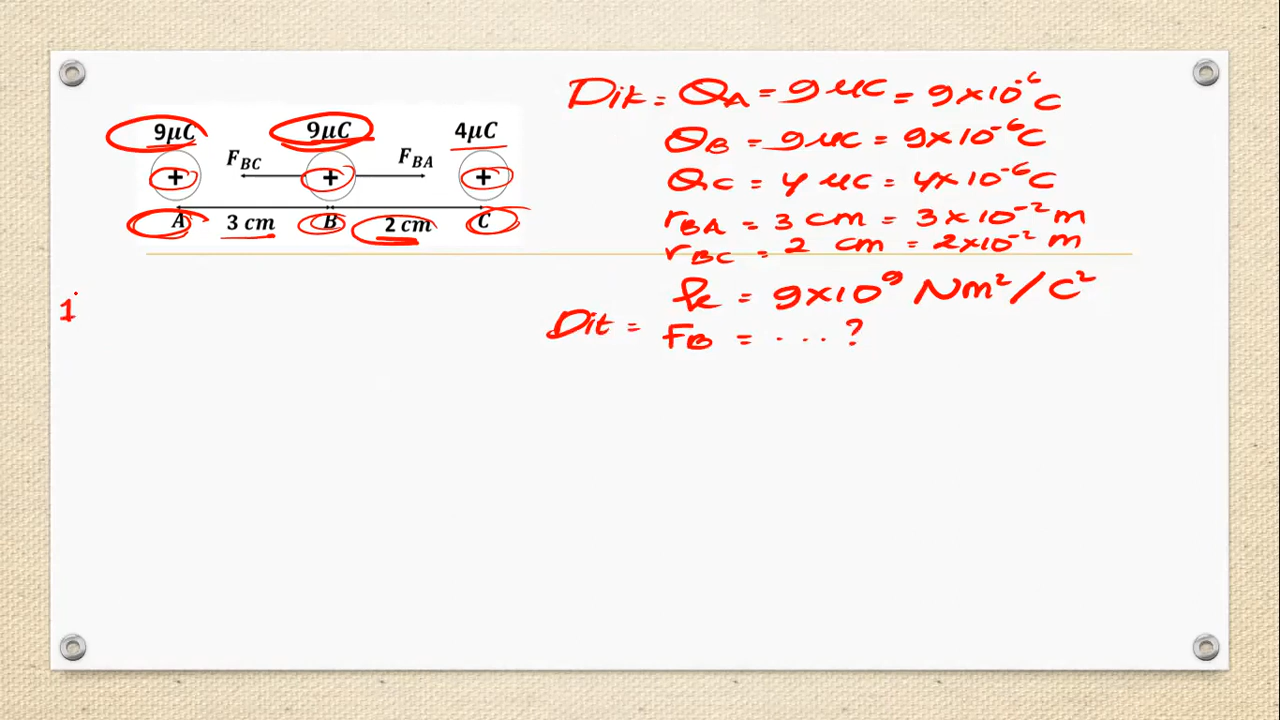 9μC 9μC 4μC
F_BC F_BA
+ + +
A 3 cm B 2 cm C
Dik = Q_A = 9 μC = 9×10⁻⁶ C
Q_B = 9 μC = 9×10⁻⁶ C
Q_C = 4 μC = 4×10⁻⁶ C
r_BA = 3 cm = 3×10⁻² m
r_BC = 2 cm = 2×10⁻² m
k = 9×10⁹ Nm²/C²
Dit = F_B = ...?
1